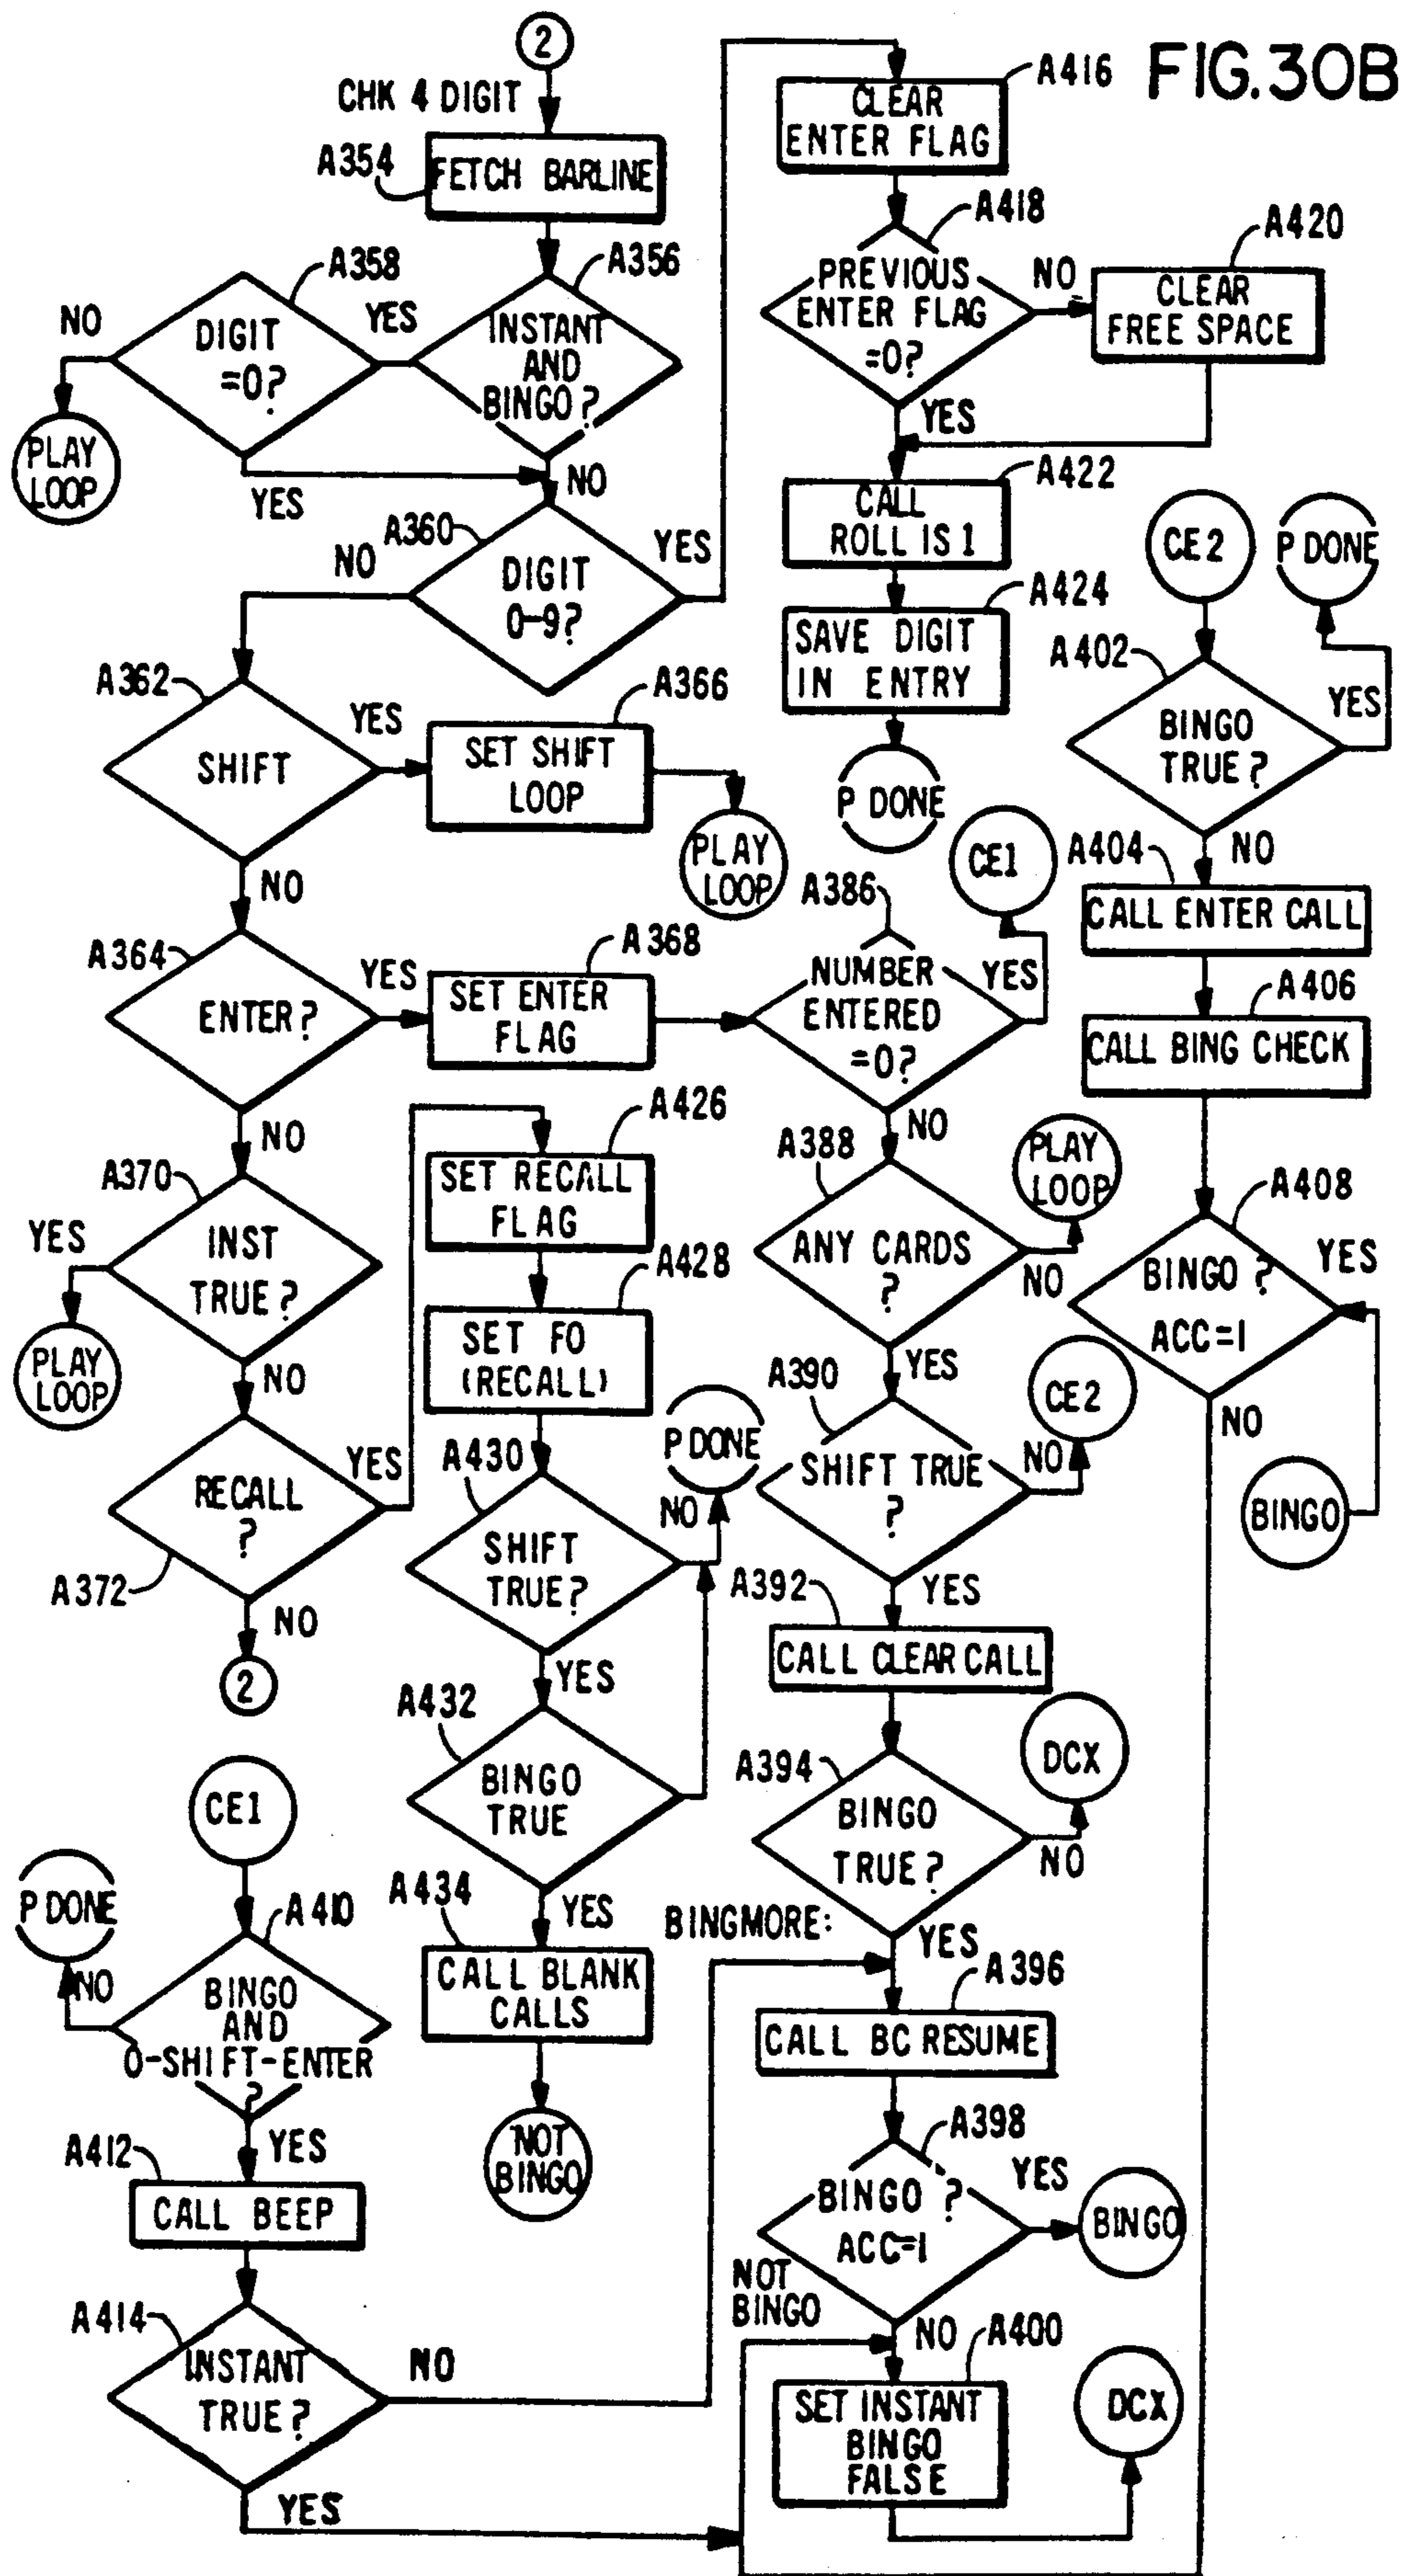 FIG.30B
2
CHK 4 DIGIT
A354
FETCH BARLINE
A356
INSTANT
AND
BINGO?
YES
NO
A358
DIGIT
=0?
NO
PLAY
LOOP
YES
A360
DIGIT
0-9?
YES
NO
A362
SHIFT
YES
A366
SET SHIFT
LOOP
PLAY
LOOP
NO
A364
ENTER?
YES
A368
SET ENTER
FLAG
NO
A370
INST
TRUE?
YES
PLAY
LOOP
NO
RECALL
?
A372
YES
NO
2
A426
SET RECALL
FLAG
A428
SET F0
(RECALL)
A430
SHIFT
TRUE?
NO
P DONE
YES
A432
BINGO
TRUE
YES
A434
CALL BLANK
CALLS
NOT
BINGO
CE1
A410
BINGO
AND
0-SHIFT-ENTER
?
NO
P DONE
YES
A412
CALL BEEP
A414
INSTANT
TRUE?
NO
YES
A416
CLEAR
ENTER FLAG
A418
PREVIOUS
ENTER FLAG
=0?
NO
A420
CLEAR
FREE SPACE
YES
A422
CALL
ROLL IS 1
A424
SAVE DIGIT
IN ENTRY
P DONE
A386
NUMBER
ENTERED
=0?
YES
CE1
NO
A388
ANY CARDS
?
NO
PLAY
LOOP
YES
A390
SHIFT TRUE
?
NO
CE2
YES
A392
CALL CLEAR CALL
A394
BINGO
TRUE?
NO
DCX
BINGMORE:
YES
A396
CALL BC RESUME
A398
BINGO ?
ACC=1
YES
BINGO
NOT
BINGO
NO
A400
SET INSTANT
BINGO
FALSE
DCX
CE2
P DONE
A402
BINGO
TRUE?
YES
NO
A404
CALL ENTER CALL
A406
CALL BING CHECK
A408
BINGO ?
ACC=1
YES
NO
BINGO